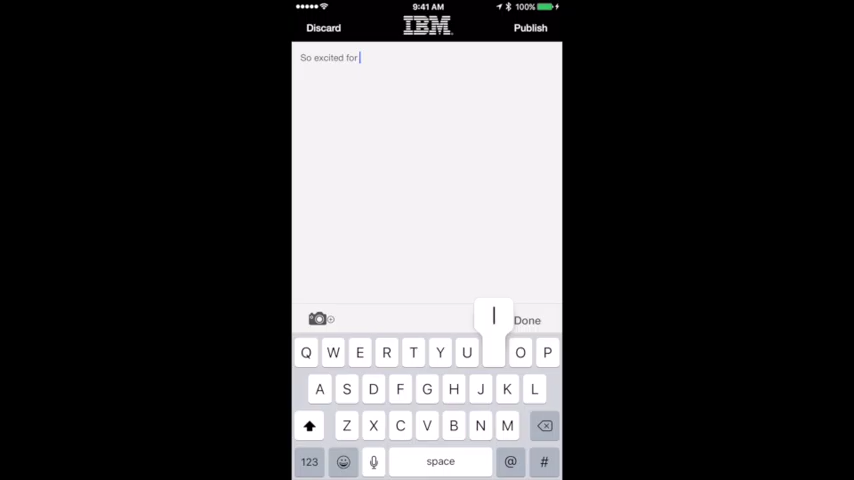 9:41 AM 100%
Discard IBM Publish
So excited for
I
Done
Q W E R T Y U O P
A S D F G H J K L
Z X C V B N M
123 space @ #